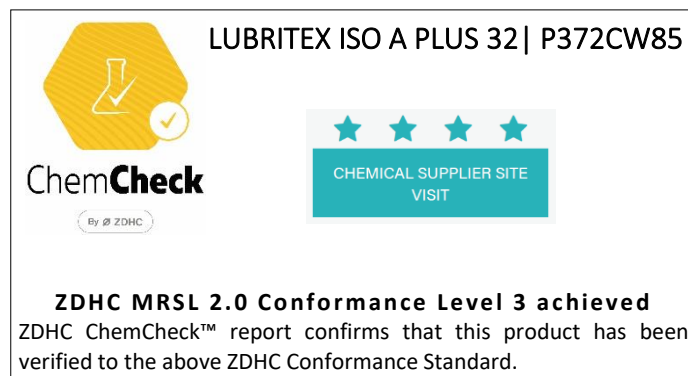 LUBRITEX ISO A PLUS 32| P372CW85
ChemCheck
By ZDHC
CHEMICAL SUPPLIER SITE
VISIT
ZDHC MRSL 2.0 Conformance Level 3 achieved
ZDHC ChemCheck™ report confirms that this product has been
verified to the above ZDHC Conformance Standard.